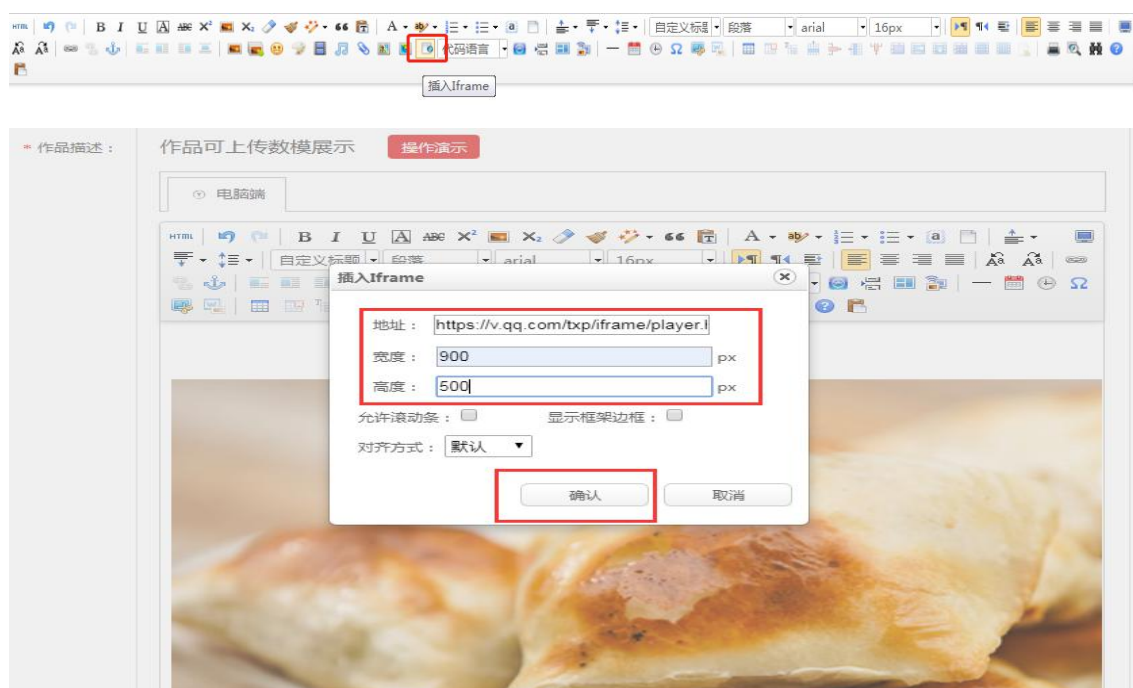 HTML B I U A ABC X² X₂ 66 A 自定义标题 段落 arial 16px
代码语言 Ω
插入Iframe
* 作品描述： 作品可上传数模展示 操作演示
电脑端
HTML B I U A ABC X² X₂ 66 A
自定义标题 段落 arial 16px
插入Iframe
地址： https://v.qq.com/txp/iframe/player.h
宽度： 900 px
高度： 500 px
允许滚动条： 显示框架边框：
对齐方式： 默认
确认 取消